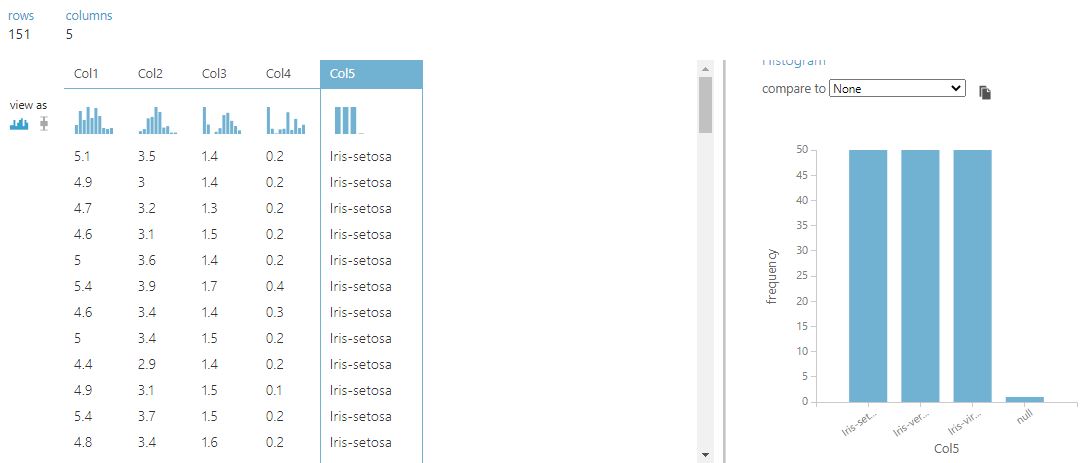 rows columns
151 5
Col1 Col2 Col3 Col4 Col5
view as
5.1 3.5 1.4 0.2 Iris-setosa
4.9 3 1.4 0.2 Iris-setosa
4.7 3.2 1.3 0.2 Iris-setosa
4.6 3.1 1.5 0.2 Iris-setosa
5 3.6 1.4 0.2 Iris-setosa
5.4 3.9 1.7 0.4 Iris-setosa
4.6 3.4 1.4 0.3 Iris-setosa
5 3.4 1.5 0.2 Iris-setosa
4.4 2.9 1.4 0.2 Iris-setosa
4.9 3.1 1.5 0.1 Iris-setosa
5.4 3.7 1.5 0.2 Iris-setosa
4.8 3.4 1.6 0.2 Iris-setosa
Histogram
compare to None
50
45
40
35
30
25
20
15
10
5
0
frequency
Iris-set... Iris-ver... Iris-vir... null
Col5